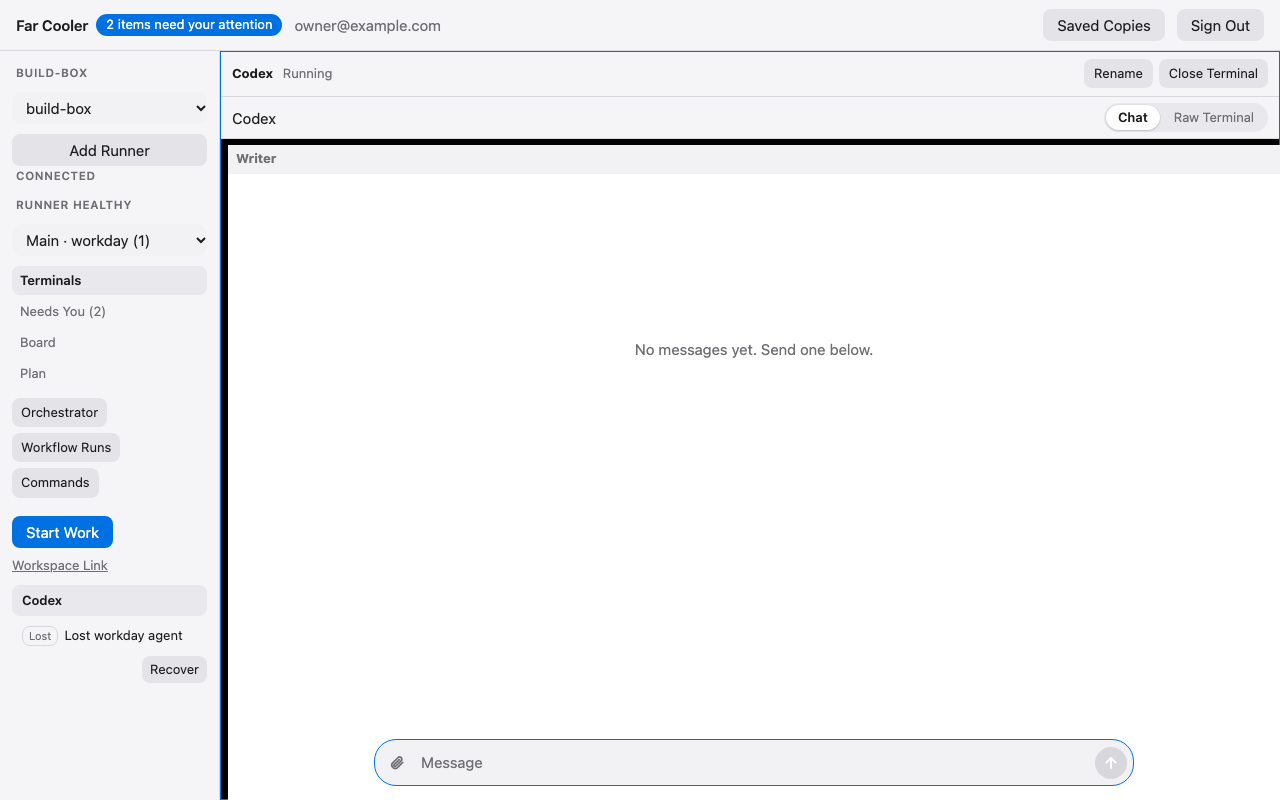 Far Cooler
2 items need your attention
owner@example.com
Saved Copies
Sign Out
BUILD-BOX
build-box
Add Runner
CONNECTED
RUNNER HEALTHY
Main · workday (1)
Terminals
Needs You (2)
Board
Plan
Orchestrator
Workflow Runs
Commands
Start Work
Workspace Link
Codex
Lost Lost workday agent
Recover
Codex Running
Rename
Close Terminal
Codex
Chat
Raw Terminal
Writer
No messages yet. Send one below.
Message